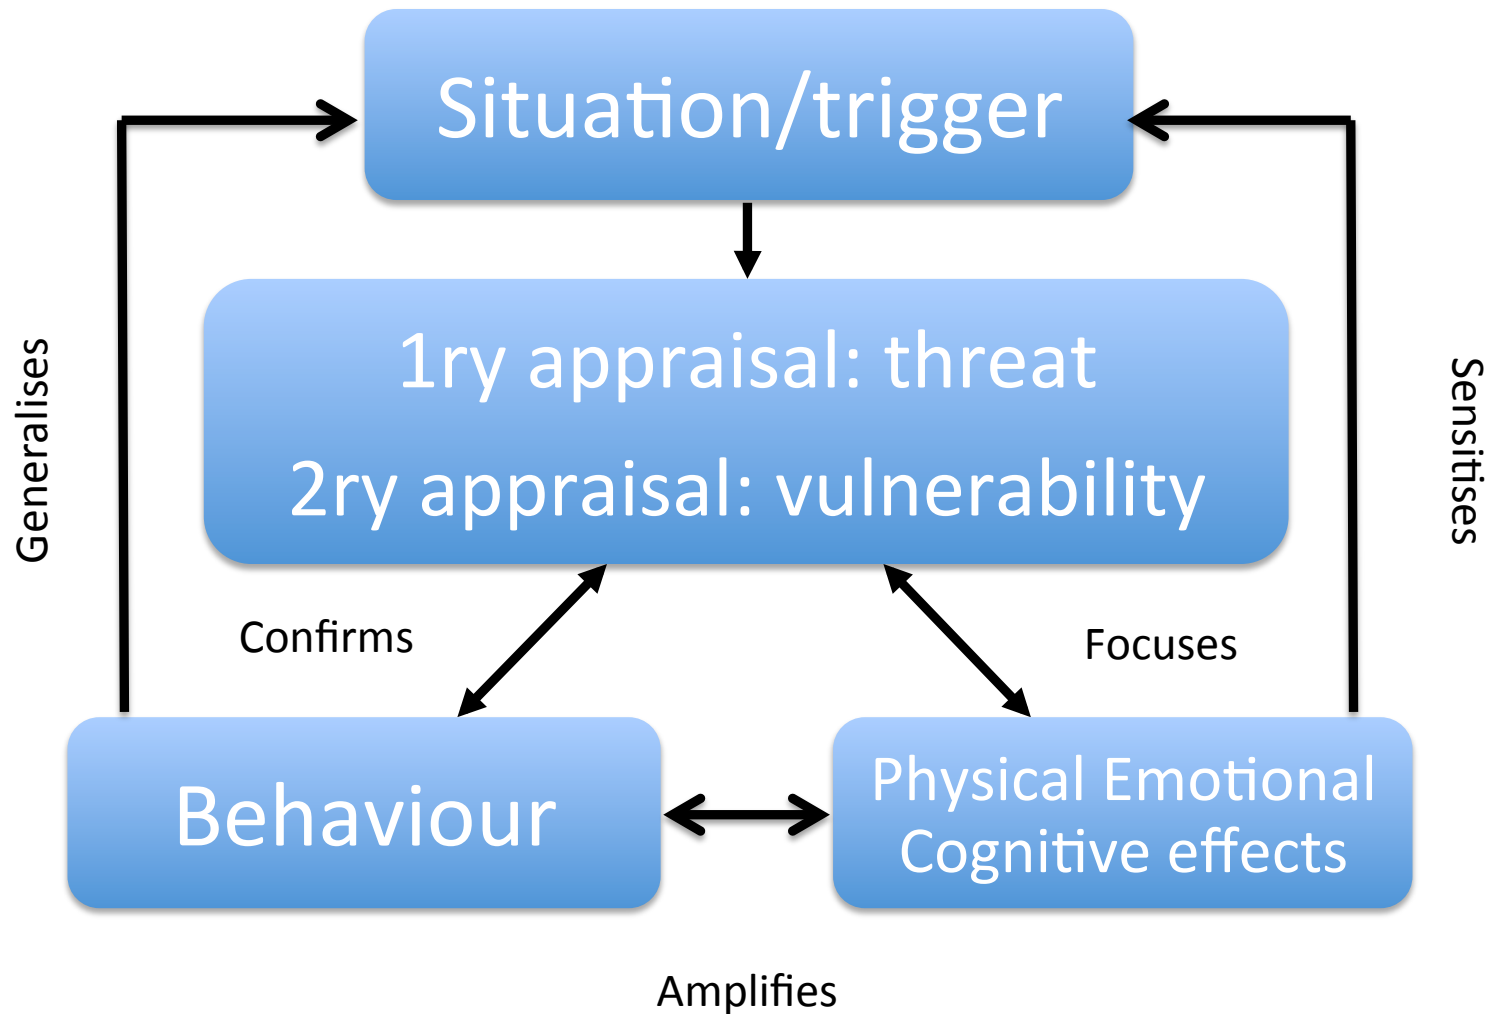 Situation/trigger
1ry appraisal: threat
2ry appraisal: vulnerability
Generalises
Sensitises
Confirms
Focuses
Behaviour
Physical Emotional
Cognitive effects
Amplifies